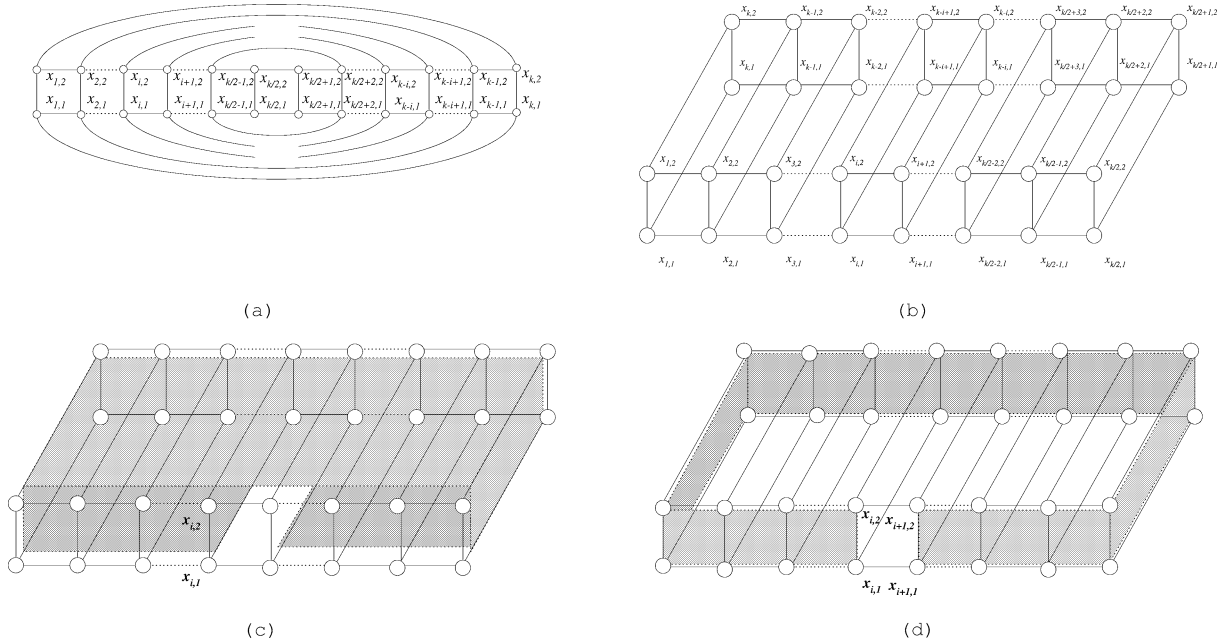 x1,2 x2,2 xi,2 xi+1,2 xk/2-1,2 xk/2,2 xk/2+1,2 xk/2+2,2 xk-i,2 xk-i+1,2 xk-1,2 xk,2
x1,1 x2,1 xi,1 xi+1,1 xk/2-1,1 xk/2,1 xk/2+1,1 xk/2+2,1 xk-i,1 xk-i+1,1 xk-1,1 xk,1
(a)
xk,2 xk-1,2 xk-2,2 xk-i+1,2 xk-i,2 xk/2+3,2 xk/2+2,2 xk/2+1,2
xk,1 xk-1,1 xk-2,1 xk-i+1,1 xk-i,1 xk/2+3,1 xk/2+2,1 xk/2+1,1
x1,2 x2,2 x3,2 xi,2 xi+1,2 xk/2-2,2 xk/2-1,2 xk/2,2
x1,1 x2,1 x3,1 xi,1 xi+1,1 xk/2-2,1 xk/2-1,1 xk/2,1
(b)
xi,2
xi,1
(c)
xi,2 xi+1,2
xi,1 xi+1,1
(d)